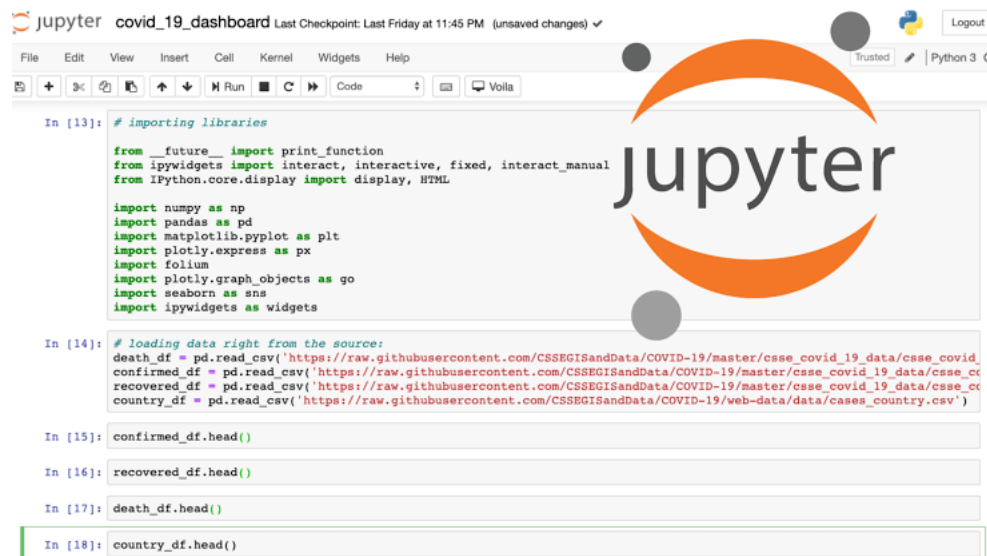 jupyter covid_19_dashboard Last Checkpoint: Last Friday at 11:45 PM (unsaved changes)
Logout
File Edit View Insert Cell Kernel Widgets Help
Trusted
Python 3
Run
Code
Voila
In [13]: # importing libraries
from __future__ import print_function
from ipywidgets import interact, interactive, fixed, interact_manual
from IPython.core.display import display, HTML
import numpy as np
import pandas as pd
import matplotlib.pyplot as plt
import plotly.express as px
import folium
import plotly.graph_objects as go
import seaborn as sns
import ipywidgets as widgets
jupyter
In [14]: # loading data right from the source:
death_df = pd.read_csv('https://raw.githubusercontent.com/CSSEGISandData/COVID-19/master/csse_covid_19_data/csse_covid_
confirmed_df = pd.read_csv('https://raw.githubusercontent.com/CSSEGISandData/COVID-19/master/csse_covid_19_data/csse_co
recovered_df = pd.read_csv('https://raw.githubusercontent.com/CSSEGISandData/COVID-19/master/csse_covid_19_data/csse_co
country_df = pd.read_csv('https://raw.githubusercontent.com/CSSEGISandData/COVID-19/web-data/data/cases_country.csv')
In [15]: confirmed_df.head()
In [16]: recovered_df.head()
In [17]: death_df.head()
In [18]: country_df.head()